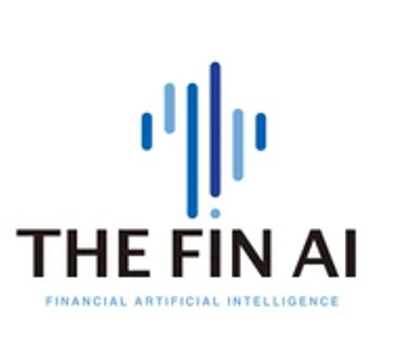 THE FIN AI
FINANCIAL ARTIFICIAL INTELLIGENCE